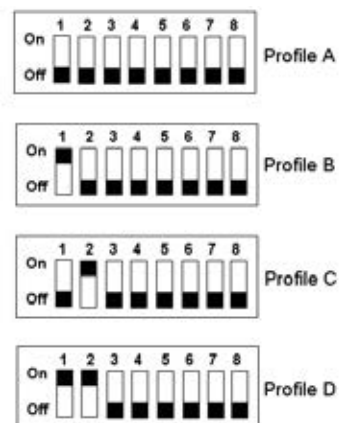 1 2 3 4 5 6 7 8
On
Off
Profile A
1 2 3 4 5 6 7 8
On
Off
Profile B
1 2 3 4 5 6 7 8
On
Off
Profile C
1 2 3 4 5 6 7 8
On
Off
Profile D